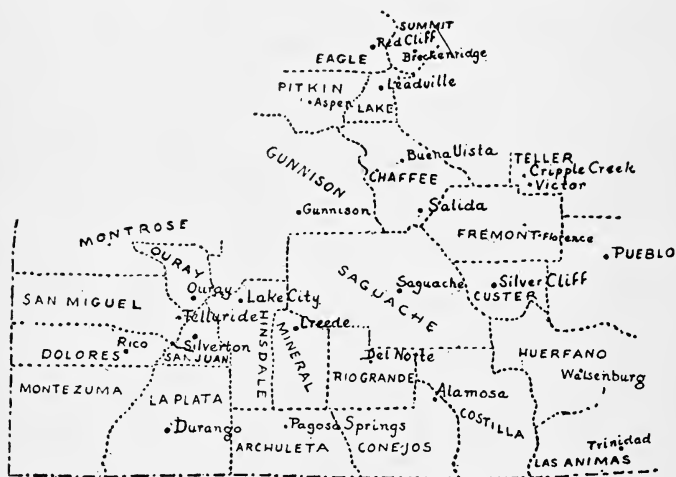 SUMMIT
Red Cliff
Breckenridge
EAGLE
Leadville
PITKIN
Aspen
LAKE
Buena Vista
TELLER
Cripple Creek
Victor
CHAFFEE
GUNNISON
Gunnison
Salida
FREMONT
Florence
MONTROSE
PUEBLO
OURAY
SAGUACHE
Saguache
Silver Cliff
CUSTER
Ouray
Lake City
SAN MIGUEL
Telluride
Creede
HINSDALE
MINERAL
Rico
Silverton
DOLORES
SAN JUAN
Del Norte
HUERFANO
RIO GRANDE
Walsenburg
MONTEZUMA
LA PLATA
Alamosa
COSTILLA
Durango
Pagosa Springs
ARCHULETA
CONEJOS
Trinidad
LAS ANIMAS